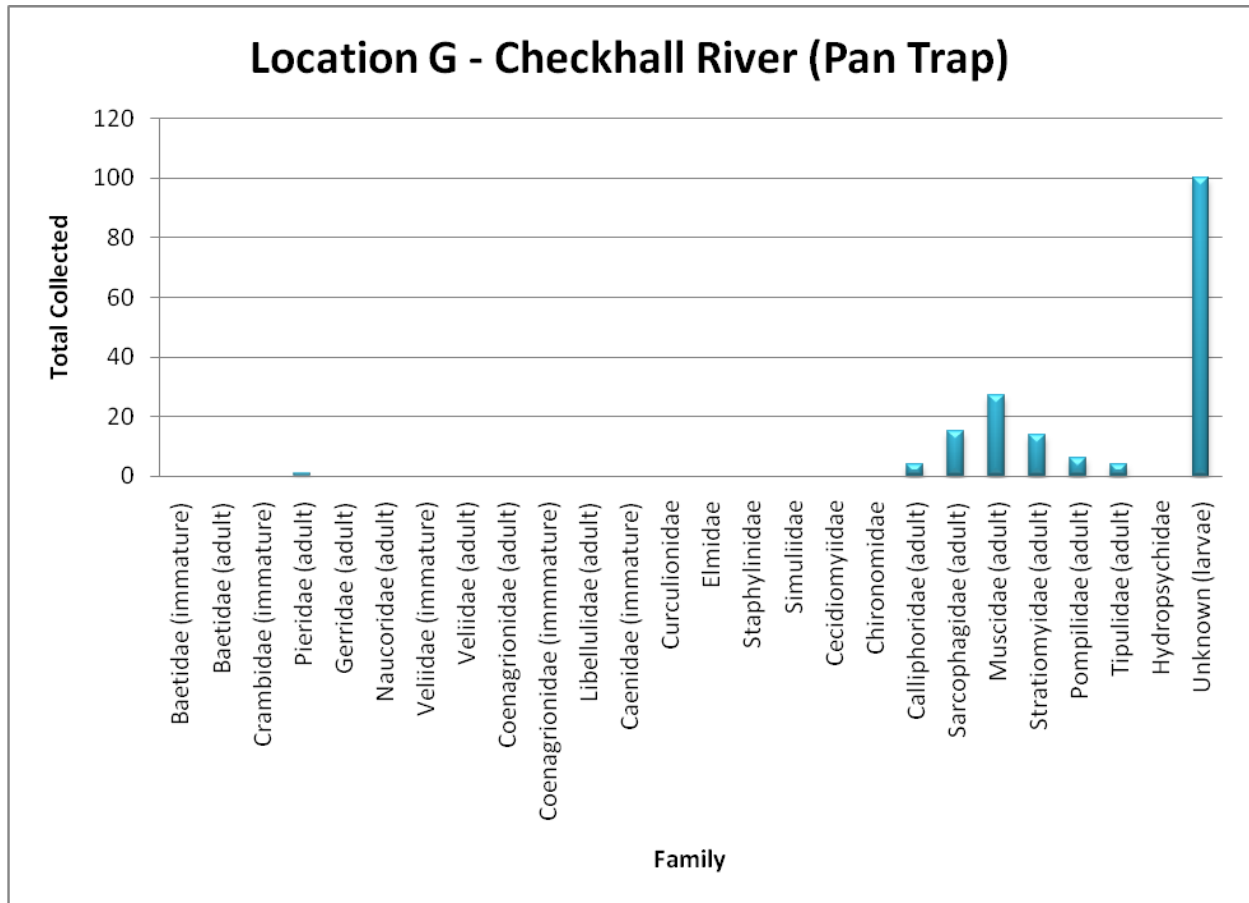 Location G - Checkhall River (Pan Trap)
Total Collected
120
100
80
60
40
20
0
Baetidae (immature)
Baetidae (adult)
Crambidae (immature)
Pieridae (adult)
Gerridae (adult)
Naucoridae (adult)
Veliidae (immature)
Veliidae (adult)
Coenagrionidae (adult)
Coenagrionidae (immmature)
Libellulidae (adult)
Caenidae (immature)
Curculionidae
Elmidae
Staphylinidae
Simuliidae
Cecidiomyiidae
Chironomidae
Calliphoridae (adult)
Sarcophagidae (adult)
Muscidae (adult)
Stratiomyidae (adult)
Pompilidae (adult)
Tipulidae (adult)
Hydropsychidae
Unknown (larvae)
Family